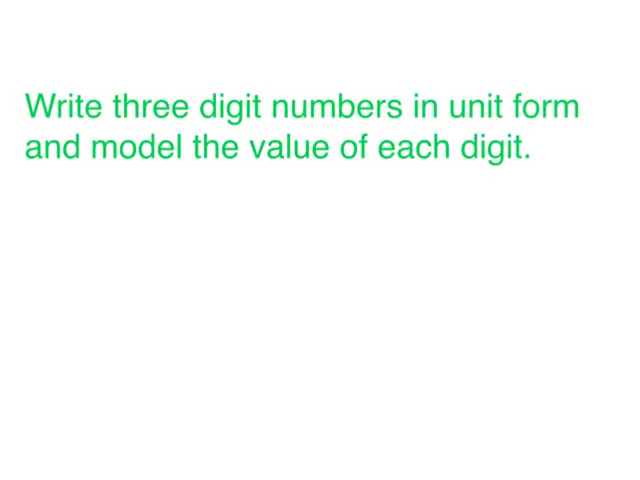 Write three digit numbers in unit form
and model the value of each digit.